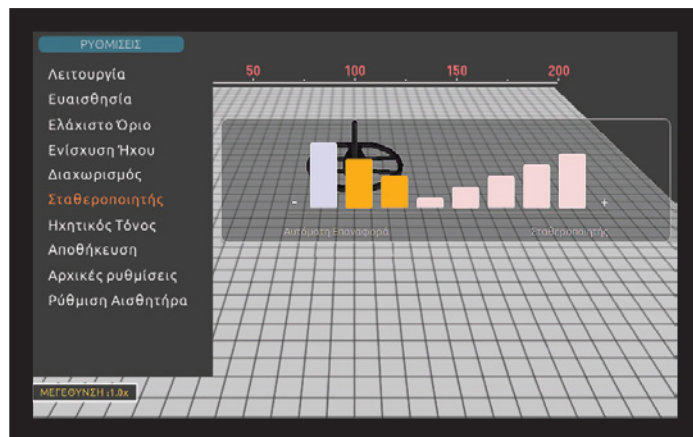 ΡΥΘΜΙΣΕΙΣ
Λειτουργία
Ευαισθησία
Ελάχιστο Όριο
Ενίσχυση Ήχου
Διαχωρισμός
Σταθεροποιητής
Ηχητικός Τόνος
Αποθήκευση
Αρχικές ρυθμίσεις
Ρύθμιση Αισθητήρα
50 100 150 200
- +
Αυτόματη Επαναφορά Σταθεροποιητής
ΜΕΓΕΘΥΝΣΗ :1.0x